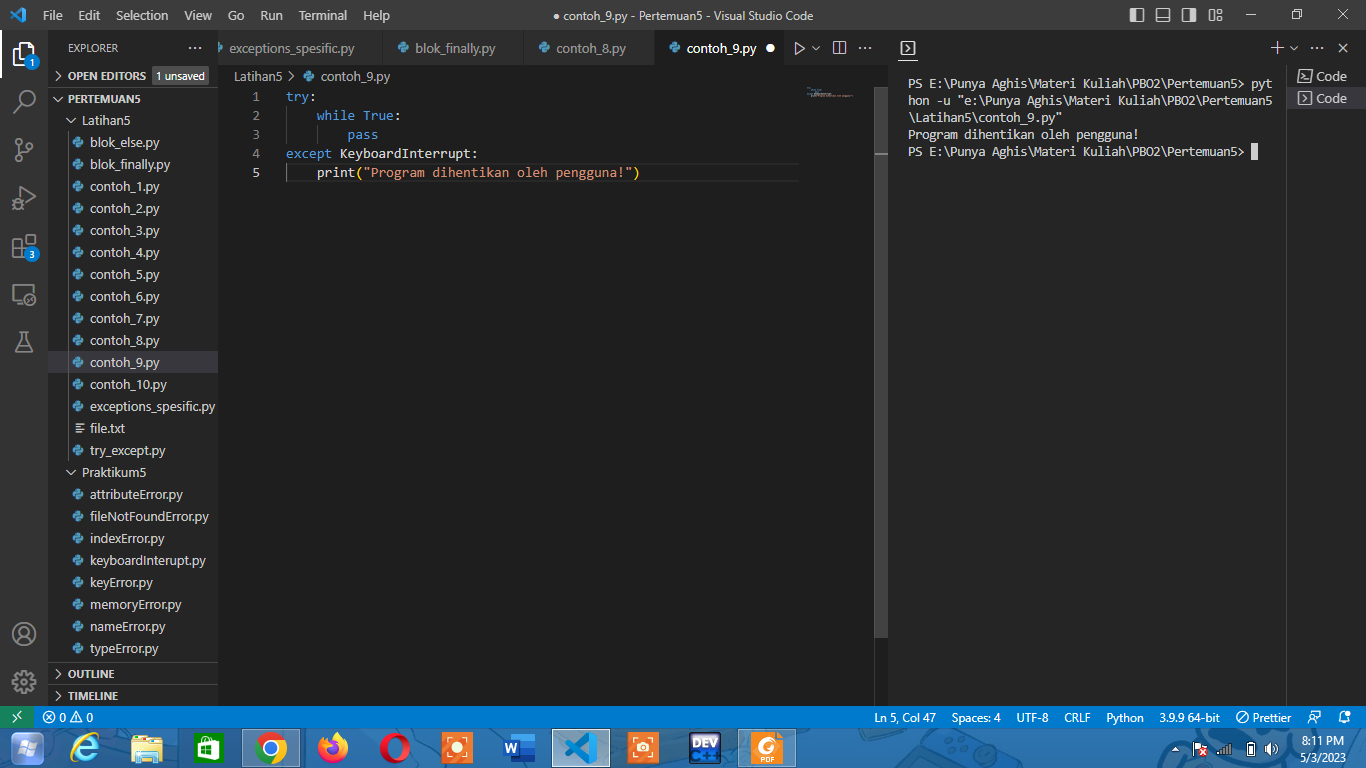 File Edit Selection View Go Run Terminal Help
● contoh_9.py - Pertemuan5 - Visual Studio Code
EXPLORER
OPEN EDITORS 1 unsaved
PERTEMUAN5
Latihan5
blok_else.py
blok_finally.py
contoh_1.py
contoh_2.py
contoh_3.py
contoh_4.py
contoh_5.py
contoh_6.py
contoh_7.py
contoh_8.py
contoh_9.py
contoh_10.py
exceptions_spesific.py
file.txt
try_except.py
Praktikum5
attributeError.py
fileNotFoundError.py
indexError.py
keyboardInterupt.py
keyError.py
memoryError.py
nameError.py
typeError.py
OUTLINE
TIMELINE
1
3
exceptions_spesific.py blok_finally.py contoh_8.py contoh_9.py
Latihan5 > contoh_9.py
1 try:
2 while True:
3 pass
4 except KeyboardInterrupt:
5 print("Program dihentikan oleh pengguna!")
PS E:\Punya Aghis\Materi Kuliah\PBO2\Pertemuan5> pyt
hon -u "e:\Punya Aghis\Materi Kuliah\PBO2\Pertemuan5
\Latihan5\contoh_9.py"
Program dihentikan oleh pengguna!
PS E:\Punya Aghis\Materi Kuliah\PBO2\Pertemuan5>
Code
Code
0 0 Ln 5, Col 47 Spaces: 4 UTF-8 CRLF Python 3.9.9 64-bit Prettier
W
DEV C++
PDF
8:11 PM
5/3/2023